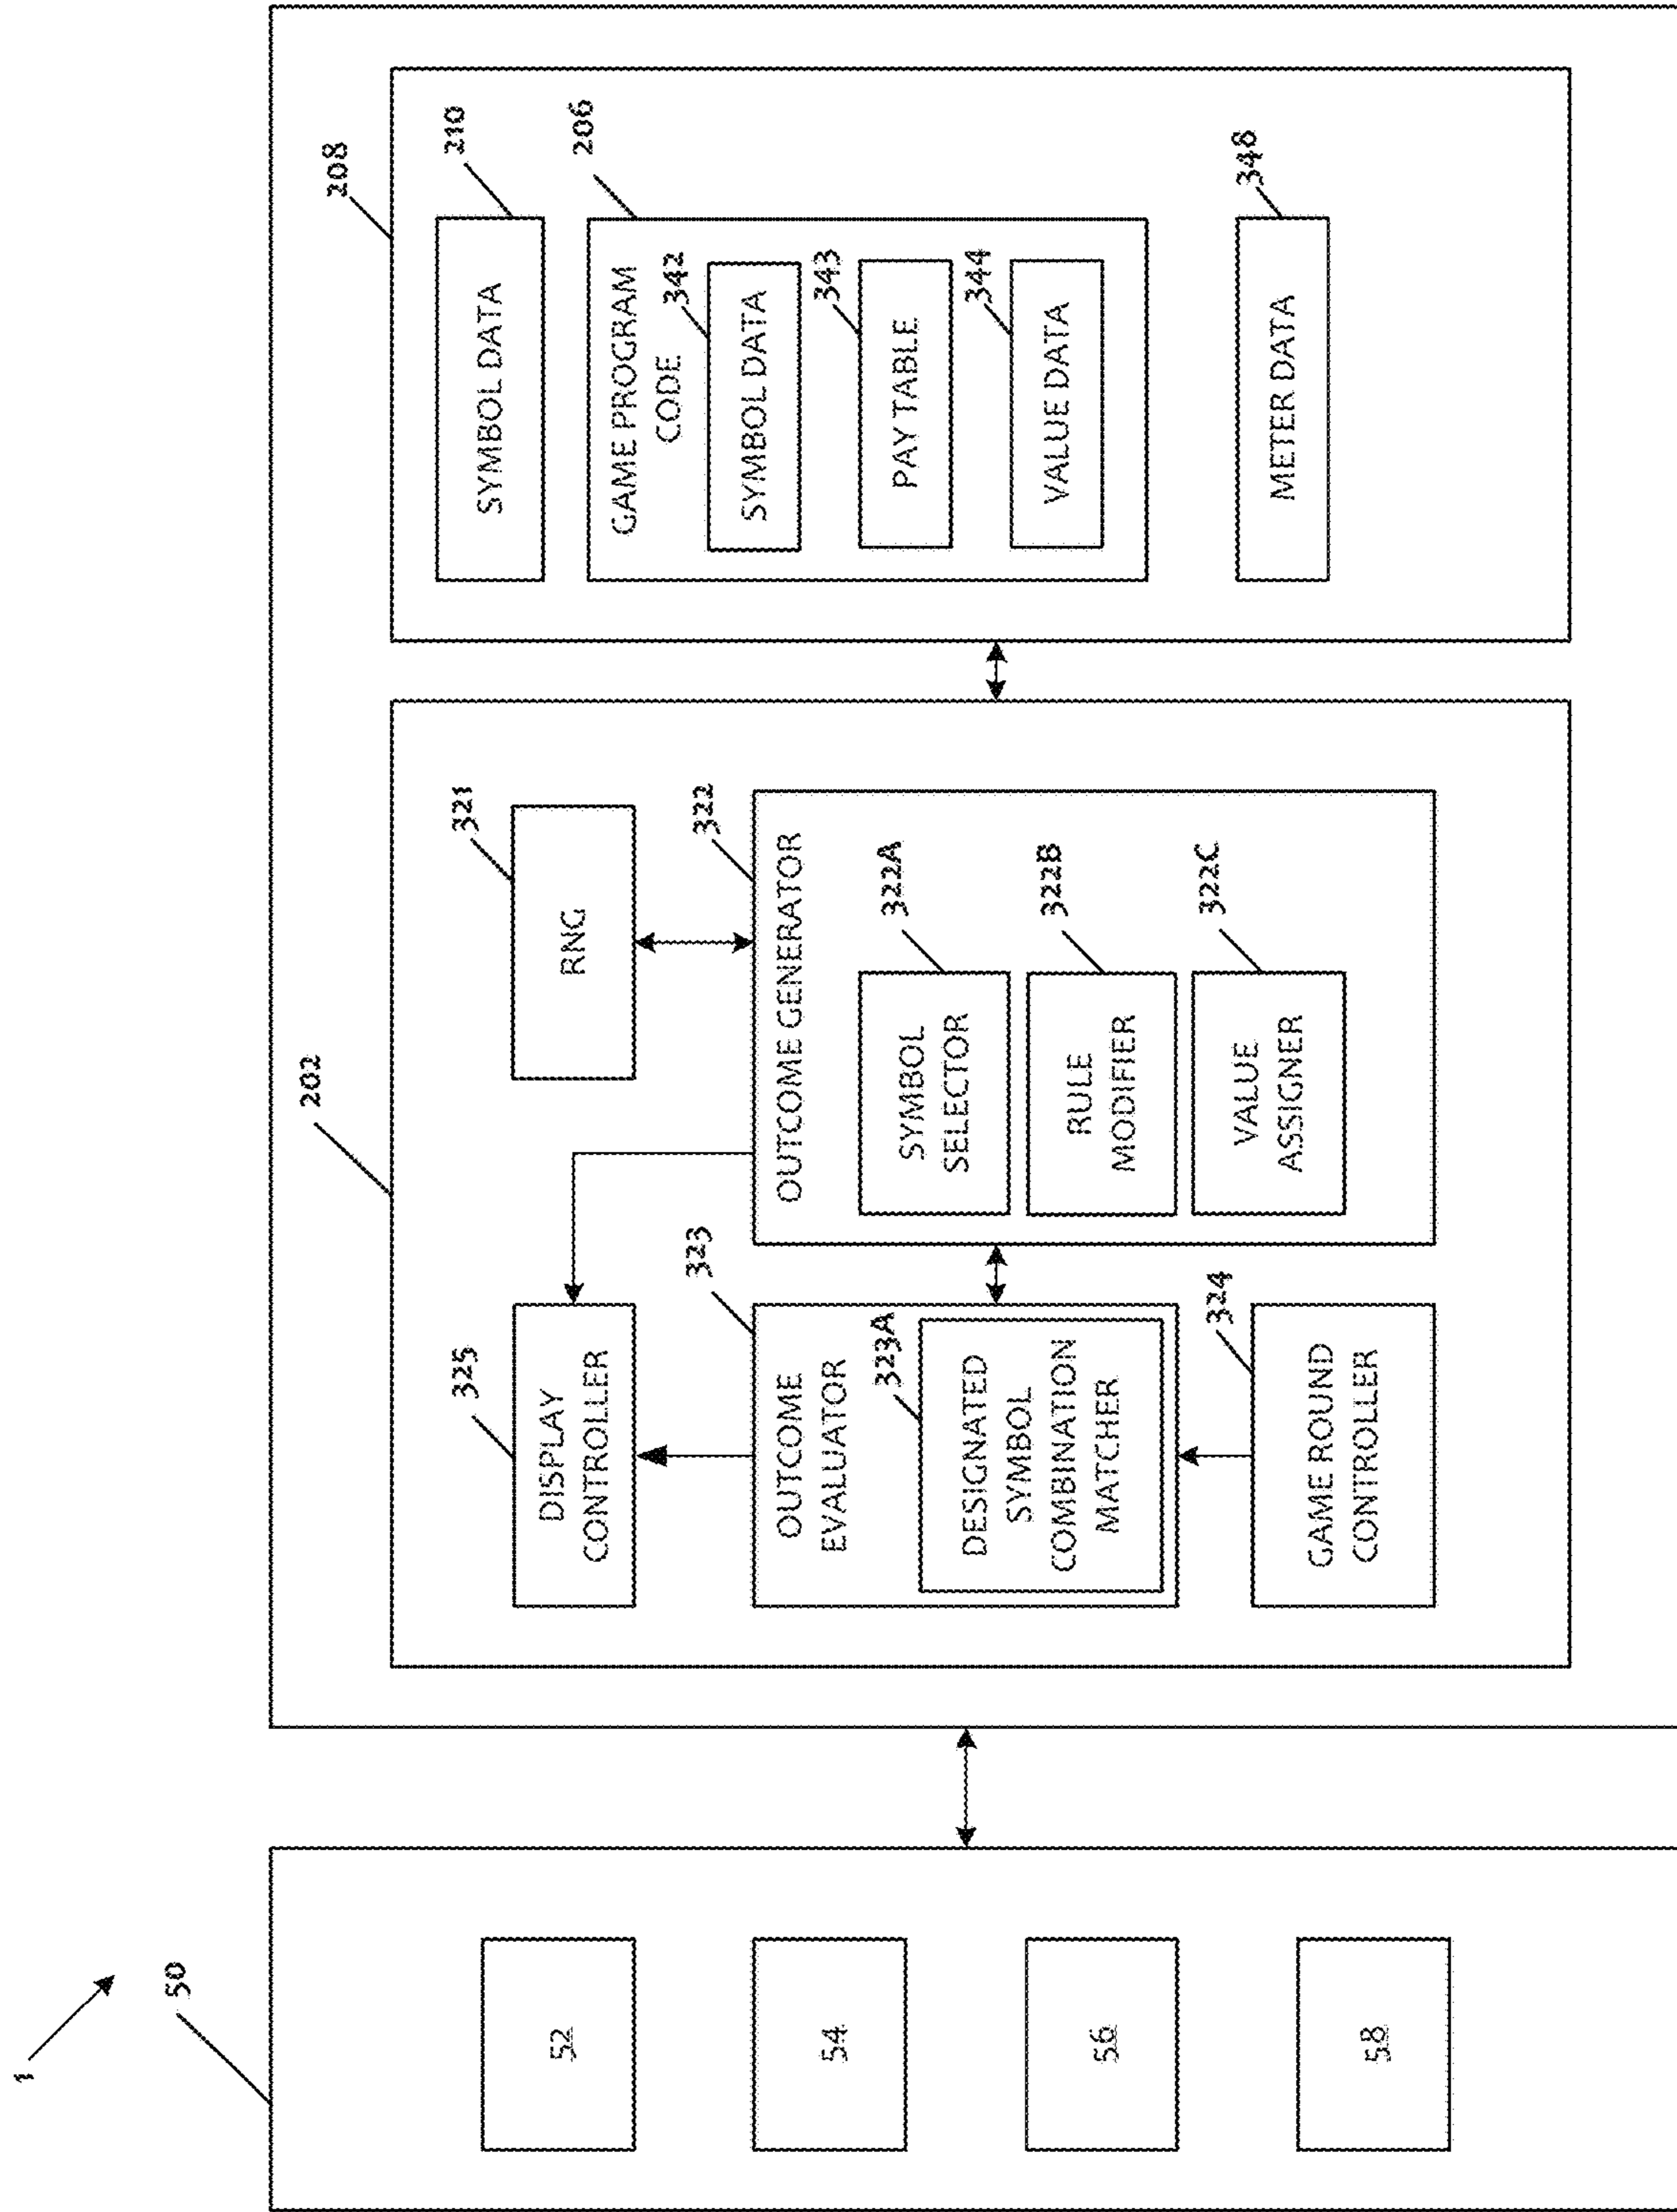 1
50
52
54
56
58
202
325
DISPLAY
CONTROLLER
321
RNG
323
OUTCOME
EVALUATOR
323A
DESIGNATED
SYMBOL
COMBINATION
MATCHER
324
GAME ROUND
CONTROLLER
322
OUTCOME GENERATOR
322A
SYMBOL
SELECTOR
322B
RULE
MODIFIER
322C
VALUE
ASSIGNER
208
210
SYMBOL DATA
206
GAME PROGRAM
CODE
342
SYMBOL DATA
343
PAY TABLE
344
VALUE DATA
348
METER DATA